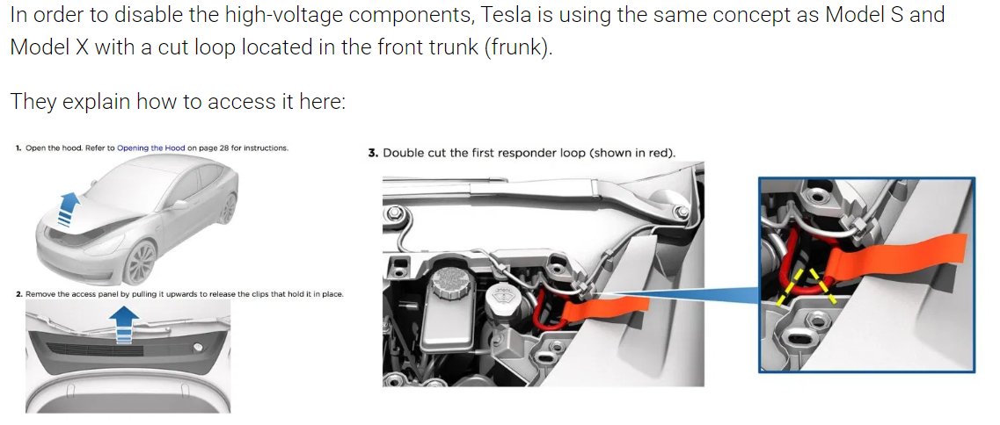 In order to disable the high-voltage components, Tesla is using the same concept as Model S and
Model X with a cut loop located in the front trunk (frunk).
They explain how to access it here:
1. Open the hood. Refer to Opening the Hood on page 28 for instructions.
2. Remove the access panel by pulling it upwards to release the clips that hold it in place.
3. Double cut the first responder loop (shown in red).